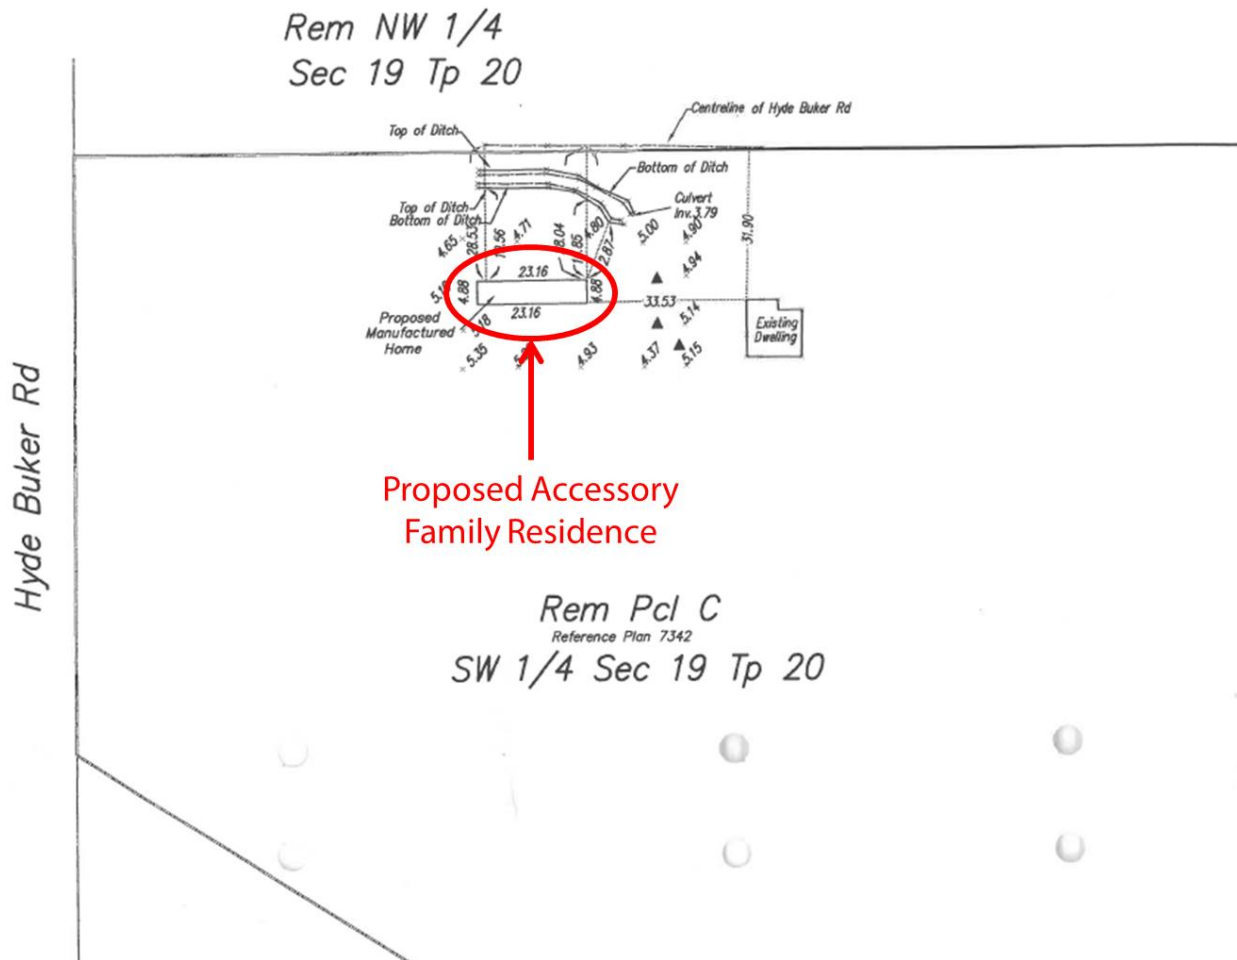 Rem NW 1/4
Sec 19 Tp 20
Centreline of Hyde Buker Rd
Top of Ditch
Bottom of Ditch
Culvert
Inv.3.79
Top of Ditch
Bottom of Ditch
4.65
28.53
4.71
4.80
5.00
4.90
31.90
2.87
4.94
23.16
4.88
4.88
33.53
23.16
5.14
Proposed
Manufactured
Home
5.18
Existing
Dwelling
5.35
4.93
4.37
5.15
Hyde Buker Rd
Proposed Accessory
Family Residence
Rem Pcl C
Reference Plan 7342
SW 1/4 Sec 19 Tp 20